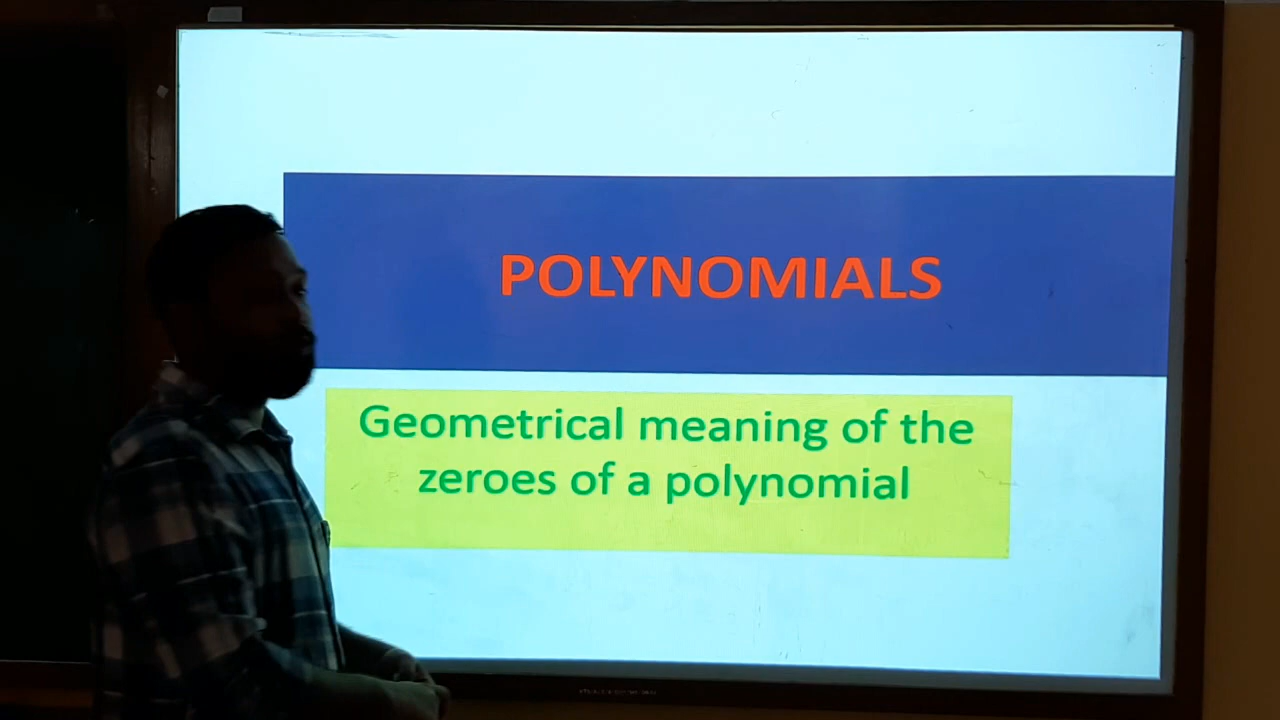 POLYNOMIALS
Geometrical meaning of the
zeroes of a polynomial